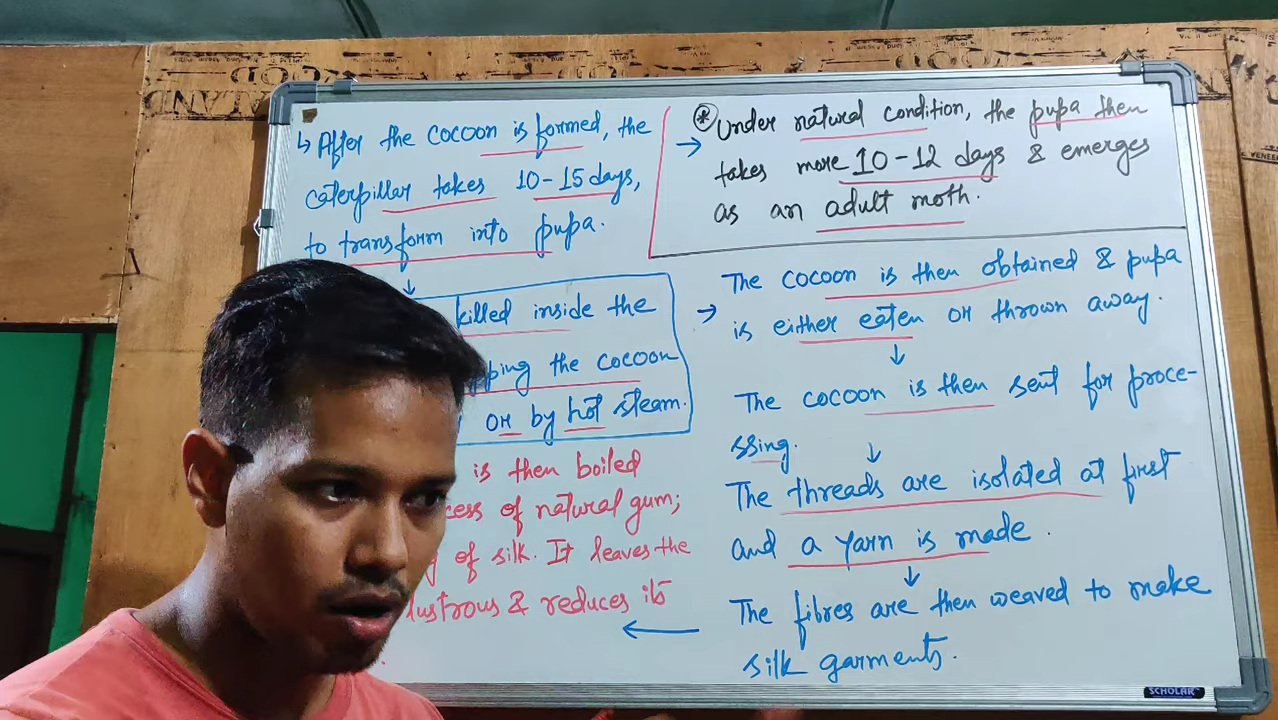 ↳ After the cocoon is formed, the
caterpillar takes 10-15 days,
to transform into pupa.
↓
killed inside the
pping the cocoon
or by hot steam.
is then boiled
cess of natural gum;
of silk. It leaves the
lustrous & reduces its
* Under natural condition, the pupa then
→ takes more 10-12 days & emerges
as an adult moth.
The cocoon is then obtained & pupa
→ is either eaten or thrown away.
↓
The cocoon is then sent for proce-
ssing. ↓
The threads are isolated at first
and a yarn is made.
↓
The fibres are then weaved to make
←
silk garments.
SCHOLAR